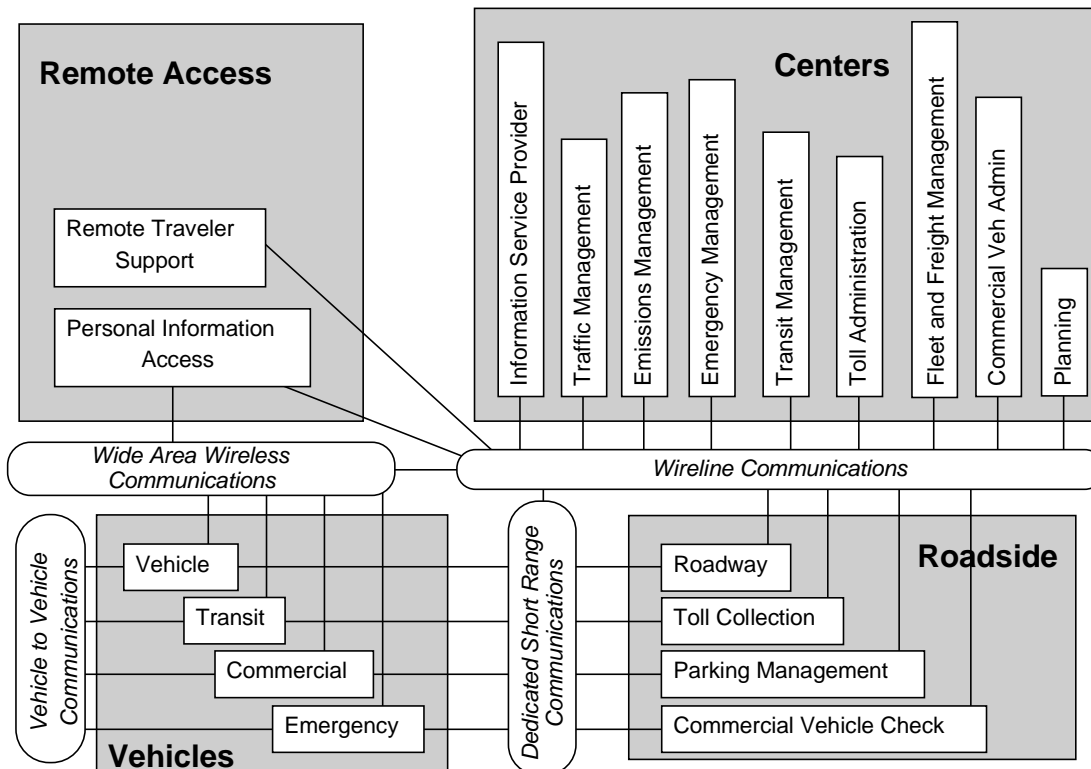 Remote Access
Remote Traveler
Support
Personal Information
Access
Centers
Information Service Provider
Traffic Management
Emissions Management
Emergency Management
Transit Management
Toll Administration
Fleet and Freight Management
Commercial Veh Admin
Planning
Wide Area Wireless
Communications
Wireline Communications
Vehicle to Vehicle
Communications
Vehicle
Transit
Commercial
Emergency
Vehicles
Dedicated Short Range
Communications
Roadside
Roadway
Toll Collection
Parking Management
Commercial Vehicle Check